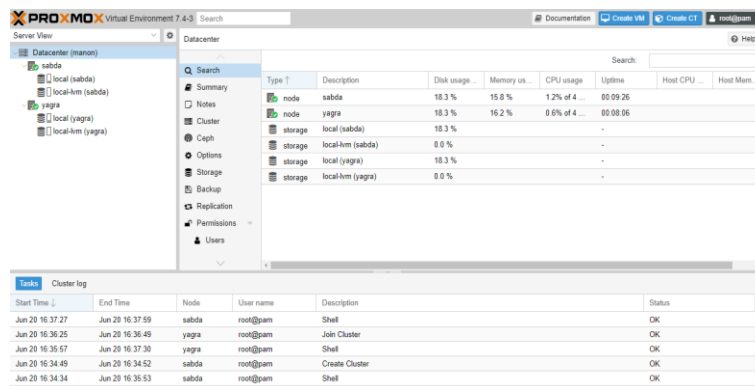 PROXMOX Virtual Environment 7.4-3 Search Documentation Create VM Create CT root@pam
Server View
Datacenter (manon)
sabda
local (sabda)
local-lvm (sabda)
yagra
local (yagra)
local-lvm (yagra)
Datacenter Help
Search
Summary
Notes
Cluster
Ceph
Options
Storage
Backup
Replication
Permissions
Users
Search:
Type ↑ Description Disk usage... Memory us... CPU usage Uptime Host CPU ... Host Mem...
node sabda 18.3 % 15.8 % 1.2% of 4 ... 00:09:26
node yagra 18.3 % 16.2 % 0.6% of 4 ... 00:08:06
storage local (sabda) 18.3 % -
storage local-lvm (sabda) 0.0 % -
storage local (yagra) 18.3 % -
storage local-lvm (yagra) 0.0 % -
Tasks Cluster log
Start Time ↓ End Time Node User name Description Status
Jun 20 16:37:27 Jun 20 16:37:59 sabda root@pam Shell OK
Jun 20 16:36:25 Jun 20 16:36:49 yagra root@pam Join Cluster OK
Jun 20 16:35:57 Jun 20 16:37:30 yagra root@pam Shell OK
Jun 20 16:34:49 Jun 20 16:34:52 sabda root@pam Create Cluster OK
Jun 20 16:34:34 Jun 20 16:35:53 sabda root@pam Shell OK